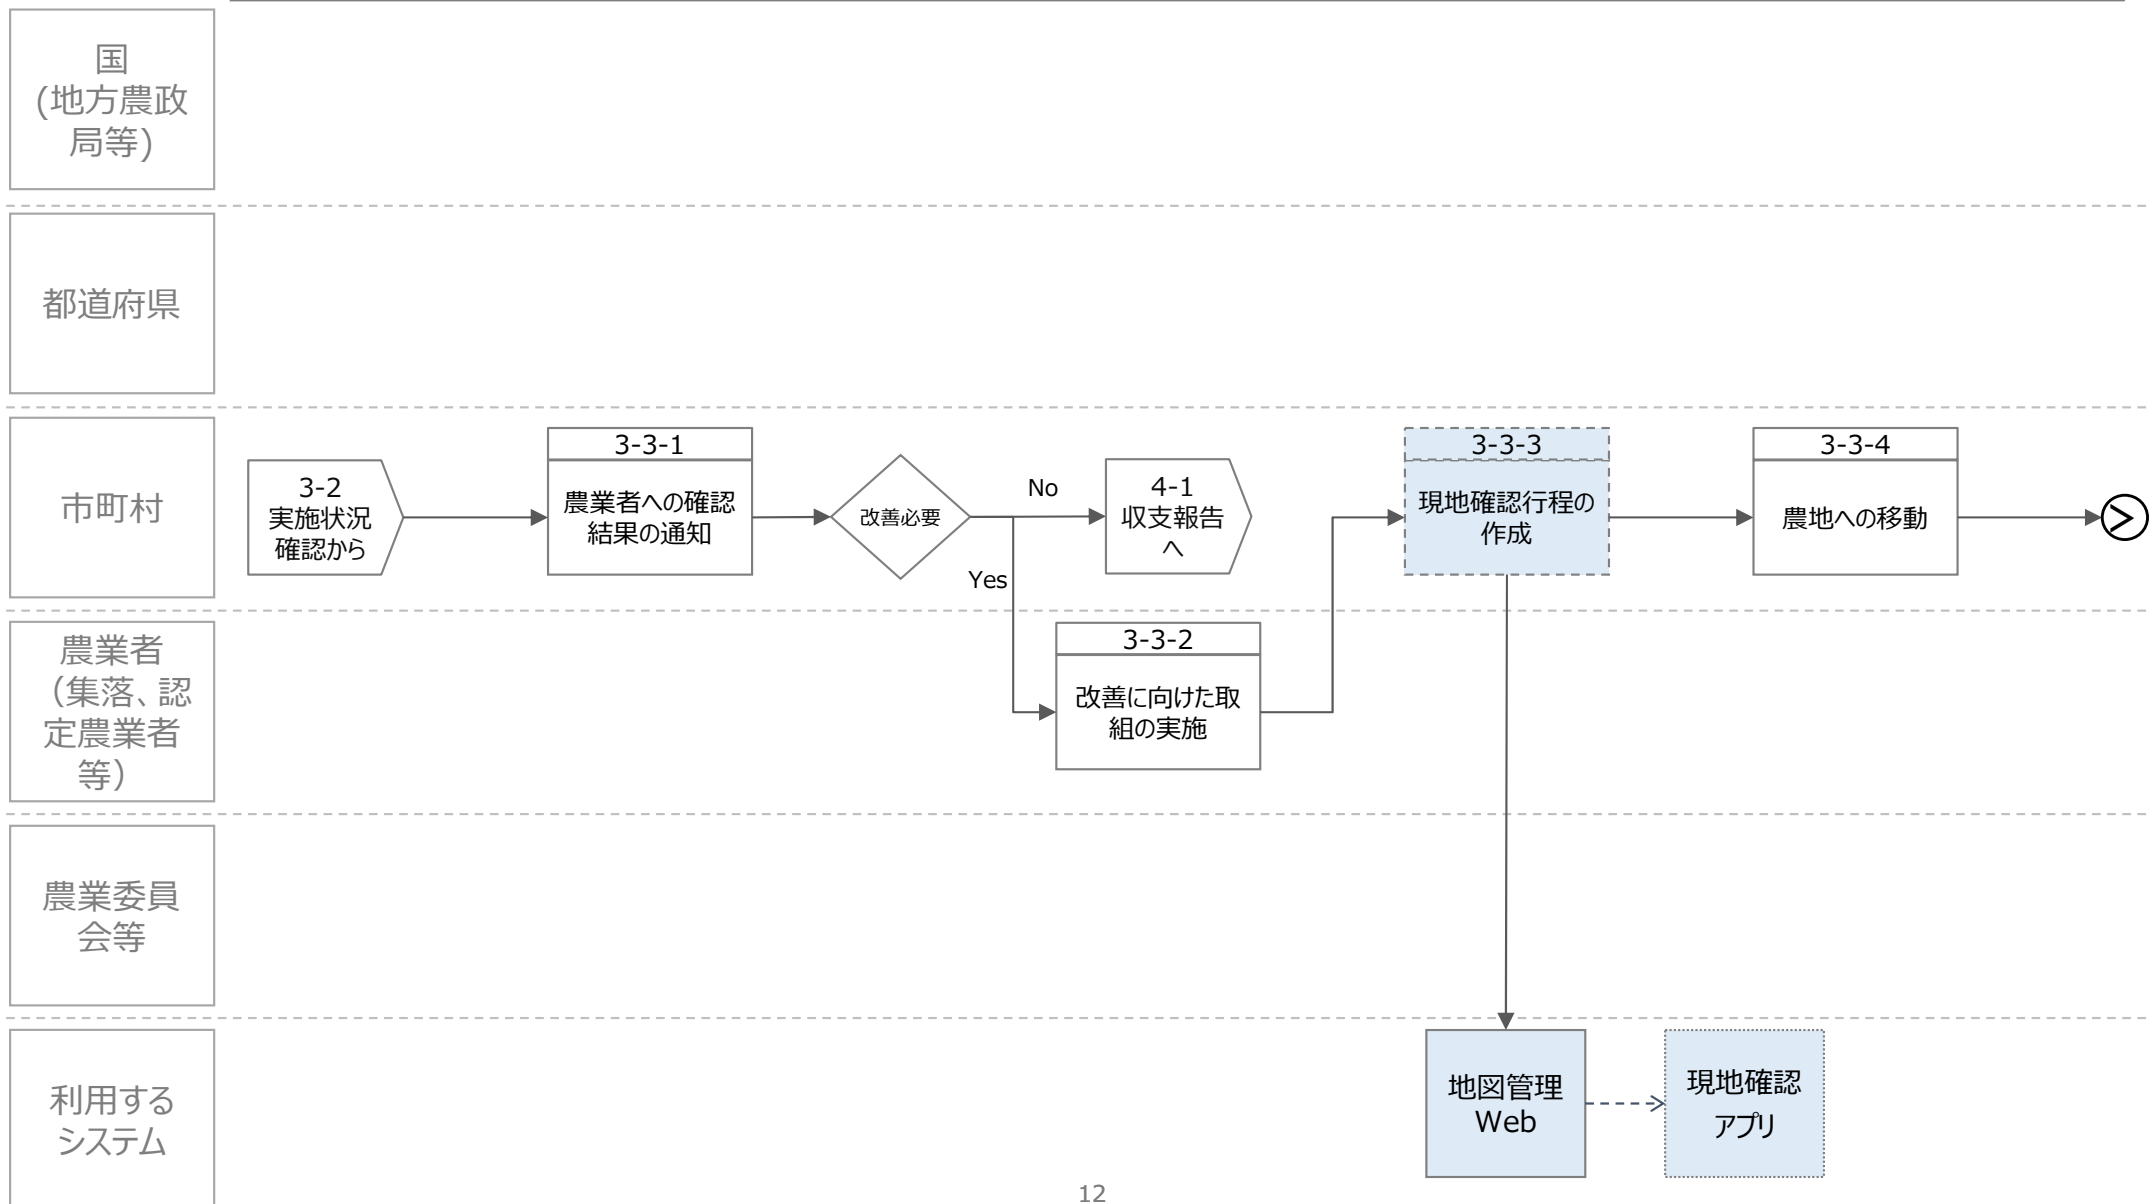 国
(地方農政
局等)
都道府県
市町村
3-2
実施状況
確認から
3-3-1
農業者への確認
結果の通知
改善必要
No
Yes
4-1
収支報告
へ
3-3-3
現地確認行程の
作成
3-3-4
農地への移動
>
農業者
（集落、認
定農業者
等）
3-3-2
改善に向けた取
組の実施
農業委員
会等
利用する
システム
地図管理
Web
現地確認
アプリ
12